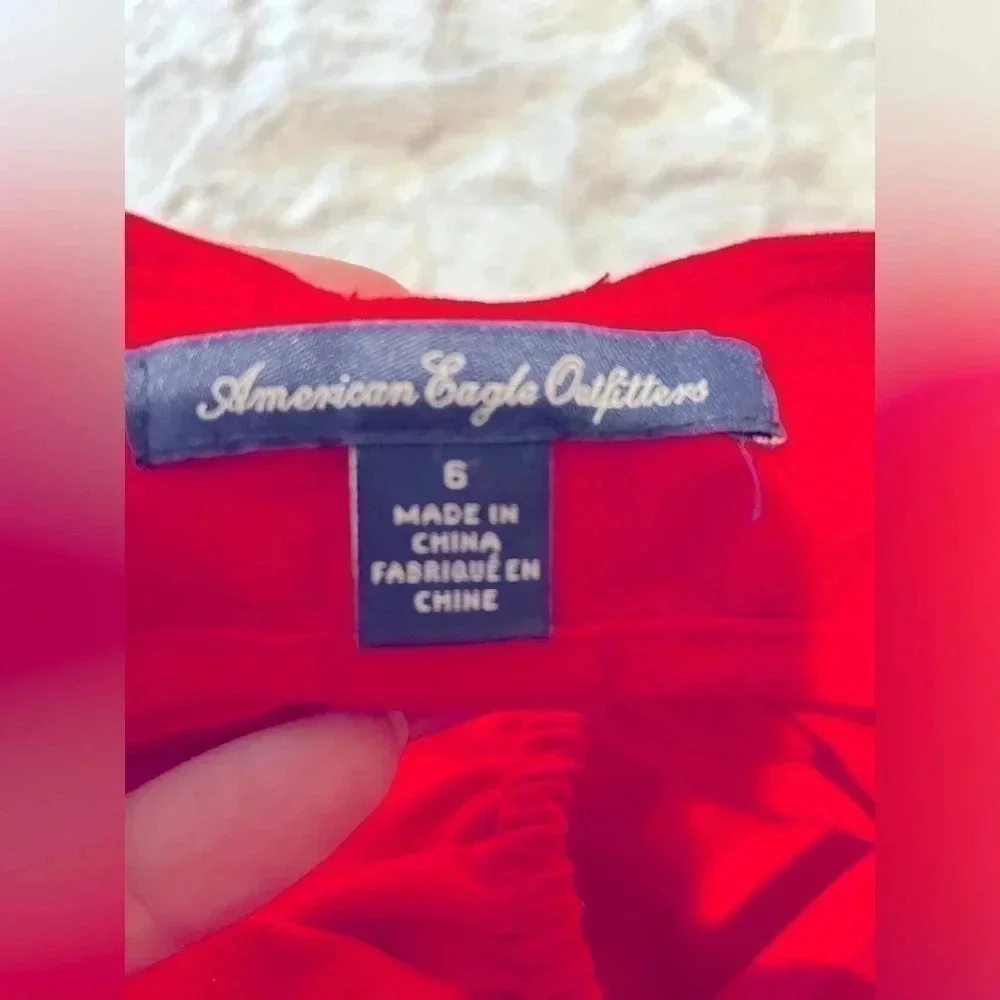 American Eagle Outfitters
6
MADE IN
CHINA
FABRIQUÉ EN
CHINE